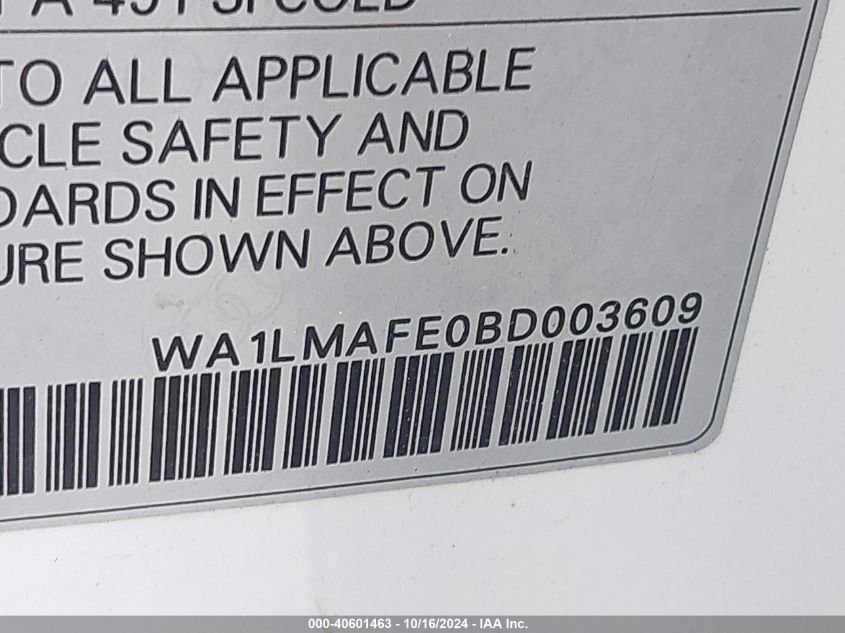 TO ALL APPLICABLE
CLE SAFETY AND
DARDS IN EFFECT ON
URE SHOWN ABOVE.
WA1LMAFE0BD003609
000-40601463 - 10/16/2024 - IAA Inc.